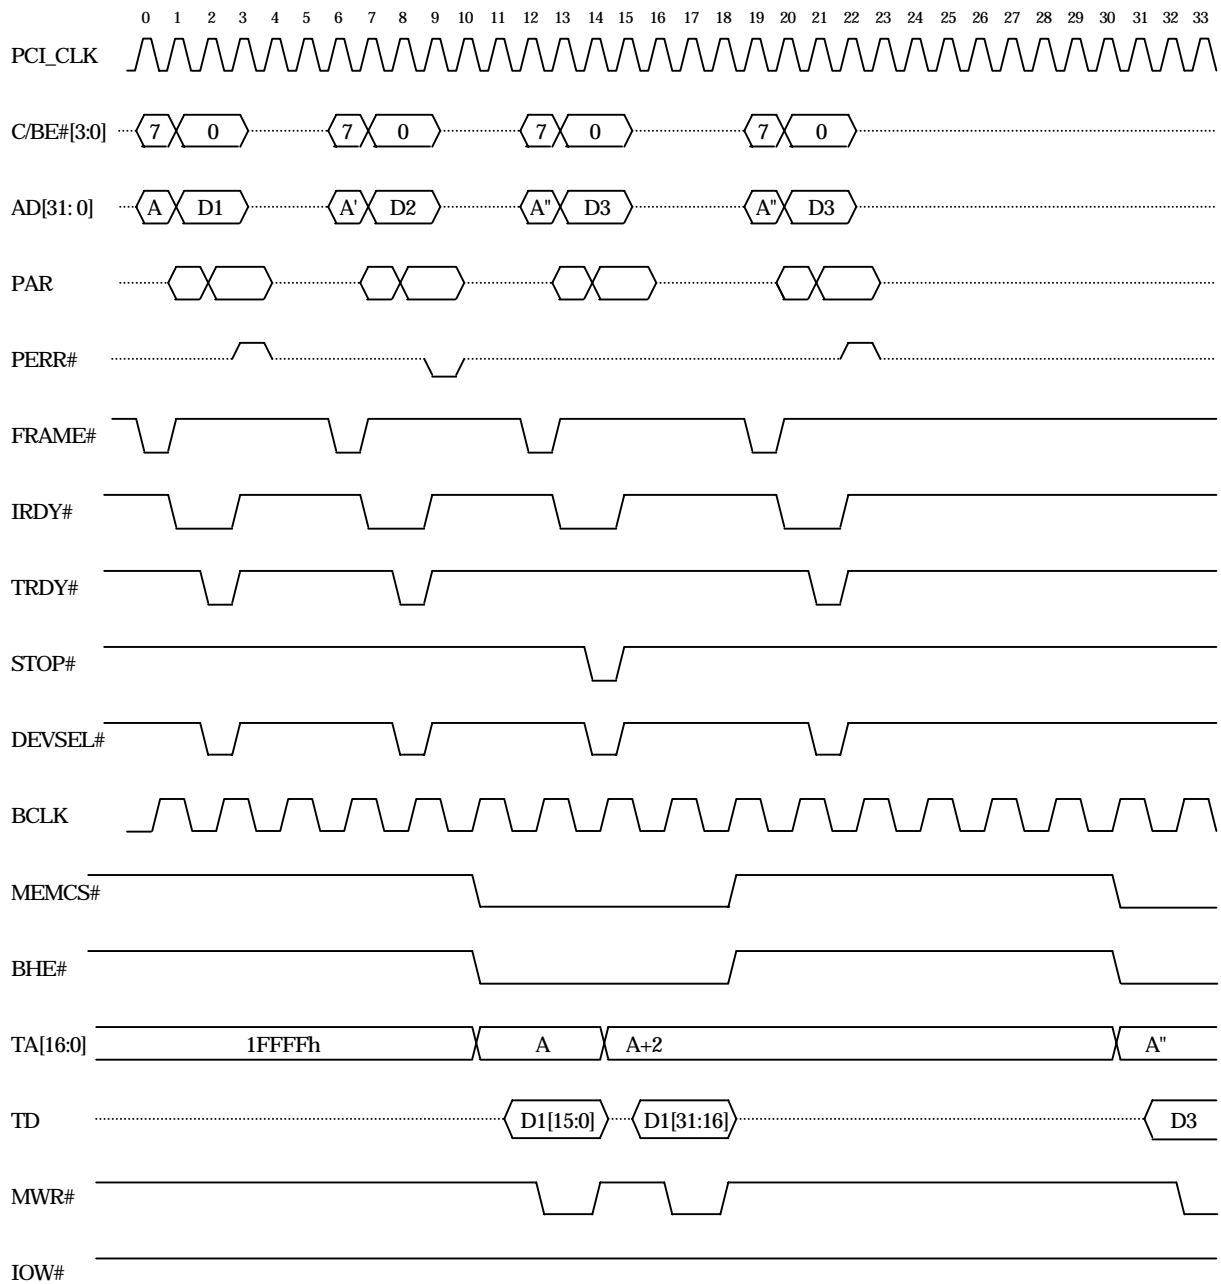 0 1 2 3 4 5 6 7 8 9 10 11 12 13 14 15 16 17 18 19 20 21 22 23 24 25 26 27 28 29 30 31 32 33
PCI_CLK
C/BE#[3:0] 7 0 7 0 7 0 7 0
AD[31: 0] A D1 A' D2 A" D3 A" D3
PAR
PERR#
FRAME#
IRDY#
TRDY#
STOP#
DEVSEL#
BCLK
MEMCS#
BHE#
TA[16:0] 1FFFFh A A+2 A"
TD D1[15:0] D1[31:16] D3
MWR#
IOW#